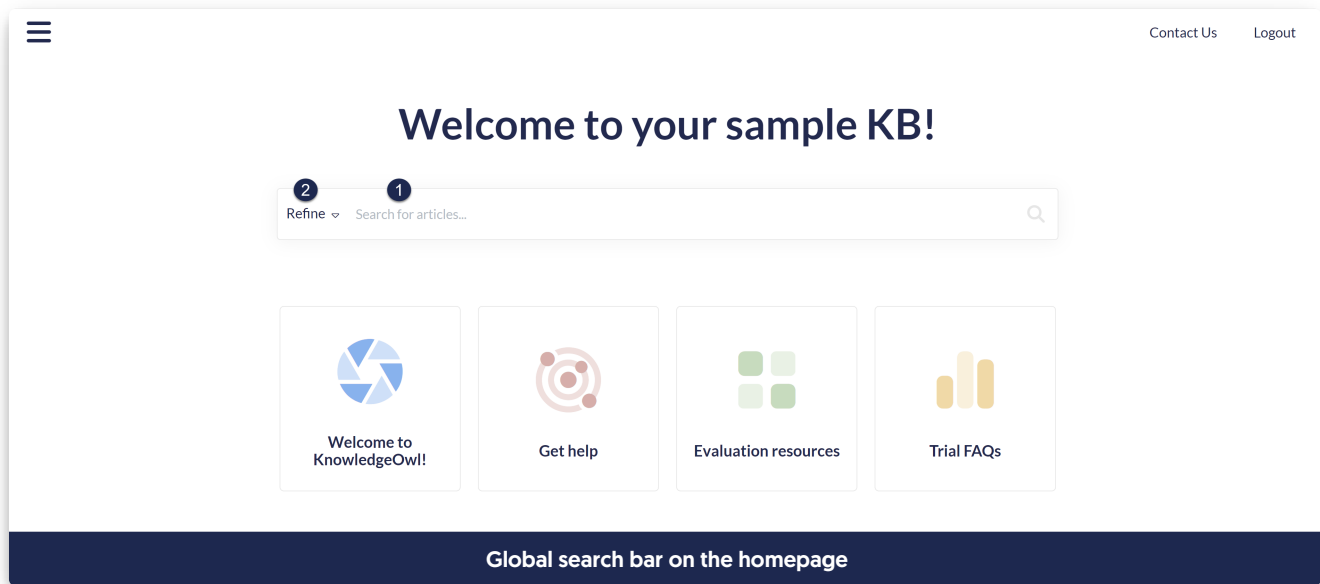 Contact Us Logout
Welcome to your sample KB!
2 1
Refine Search for articles...
Welcome to
KnowledgeOwl!
Get help
Evaluation resources
Trial FAQs
Global search bar on the homepage